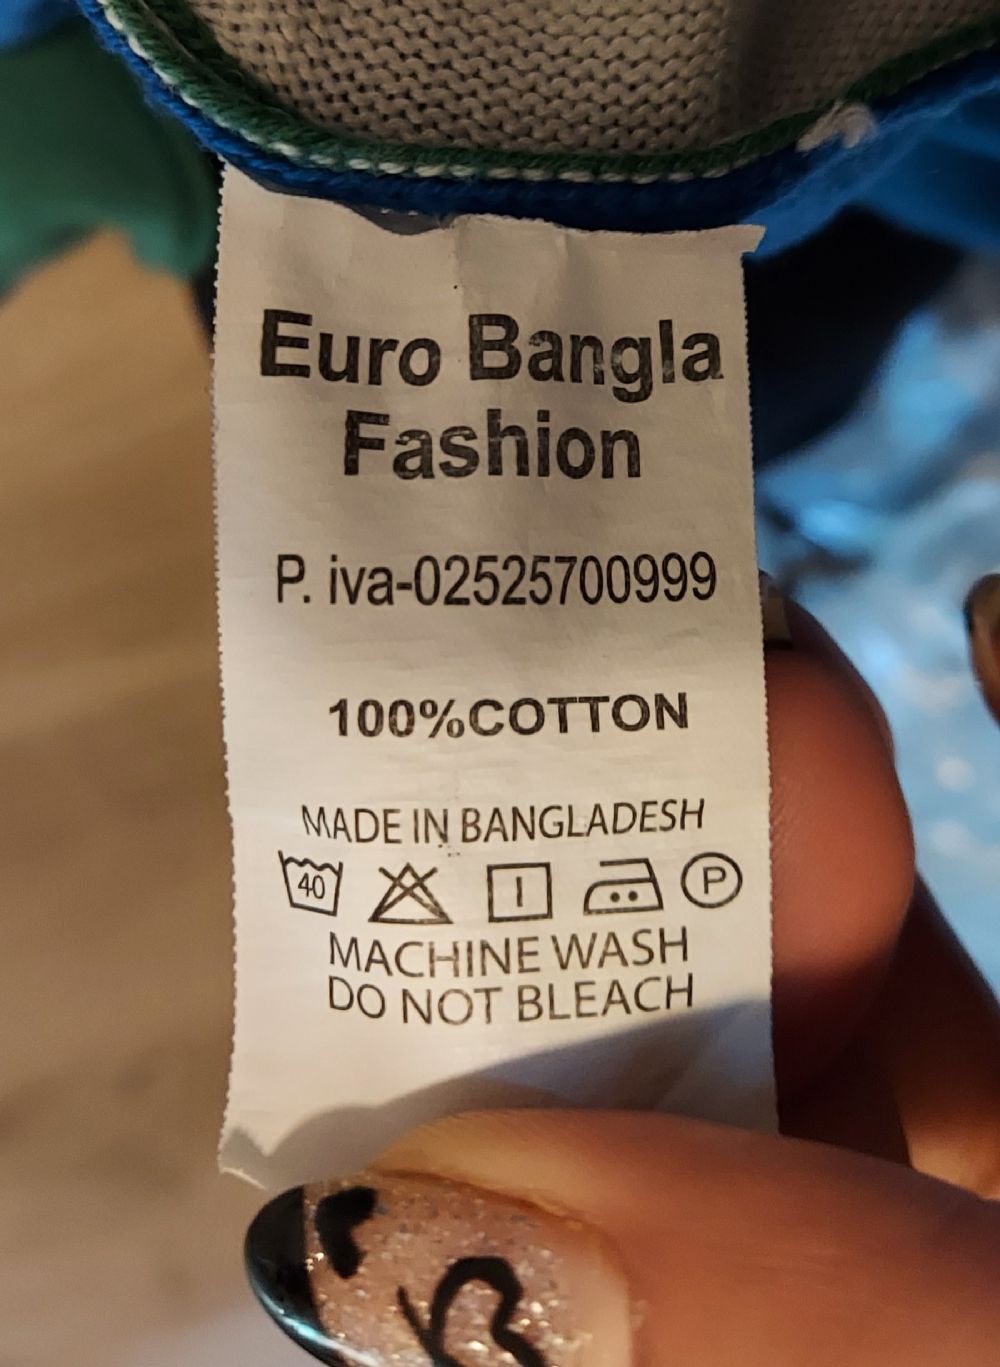 Euro Bangla
Fashion
P. iva-02525700999
100%COTTON
MADE IN BANGLADESH
40 P
MACHINE WASH
DO NOT BLEACH